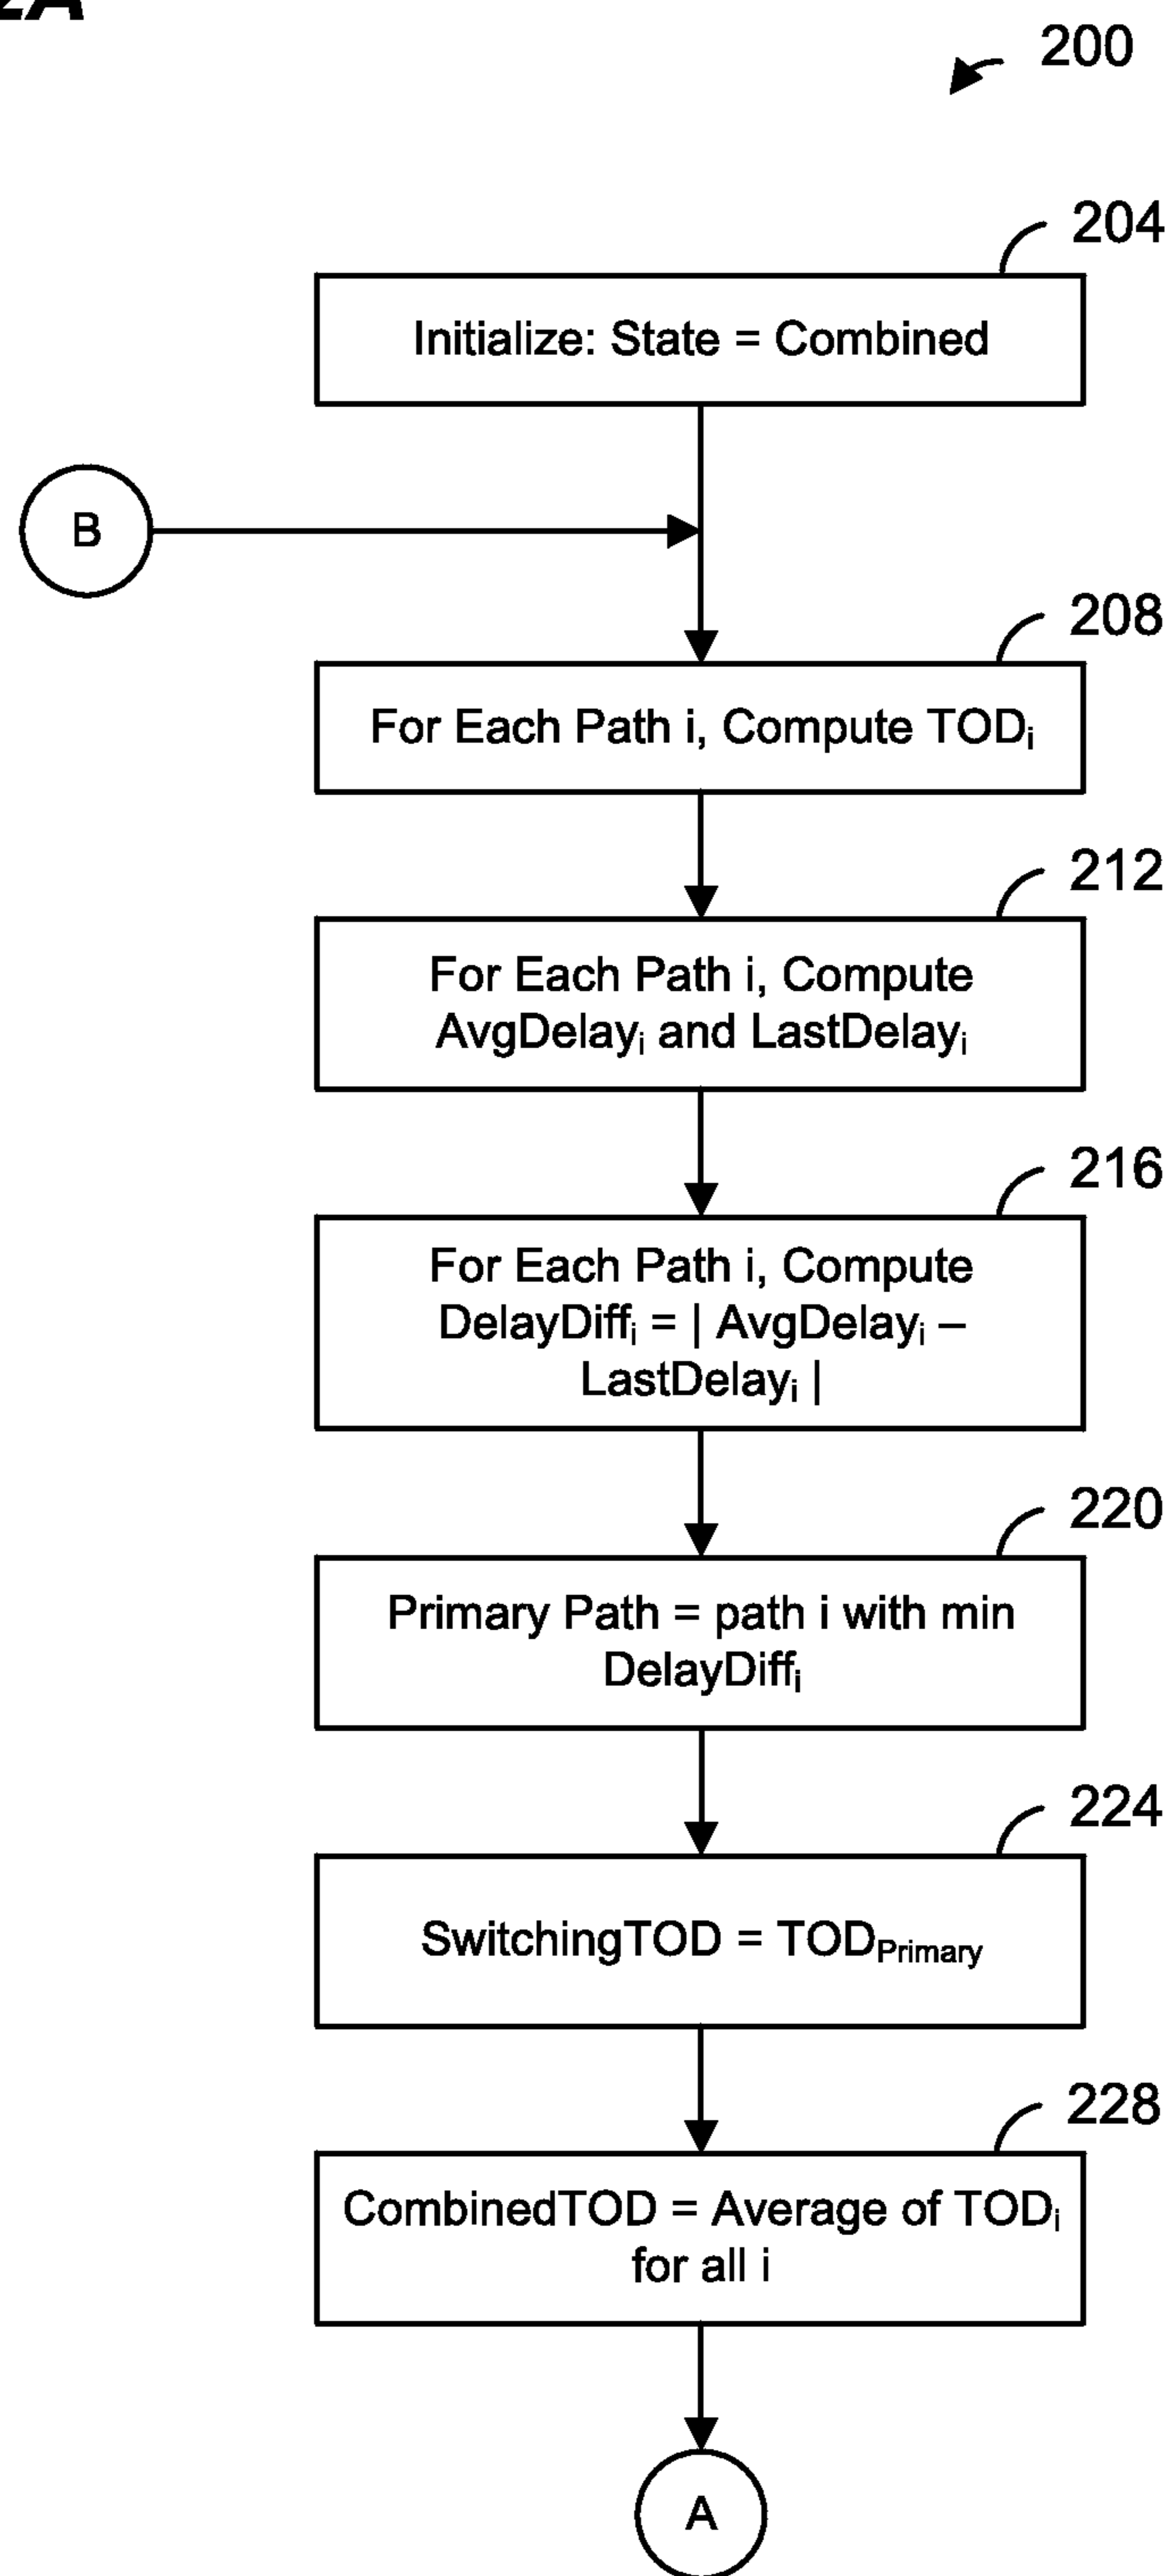 2A
200
204
Initialize: State = Combined
B
208
For Each Path i, Compute TODᵢ
212
For Each Path i, Compute
AvgDelayᵢ and LastDelayᵢ
216
For Each Path i, Compute
DelayDiffᵢ = | AvgDelayᵢ –
LastDelayᵢ |
220
Primary Path = path i with min
DelayDiffᵢ
224
SwitchingTOD = TOD_Primary
228
CombinedTOD = Average of TODᵢ
for all i
A